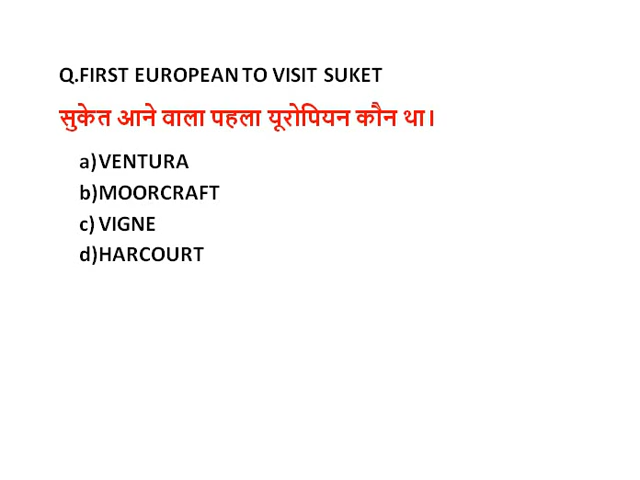 Q.FIRST EUROPEAN TO VISIT SUKET
सुकेत आने वाला पहला यूरोपियन कौन था।
a)VENTURA
b)MOORCRAFT
c) VIGNE
d)HARCOURT